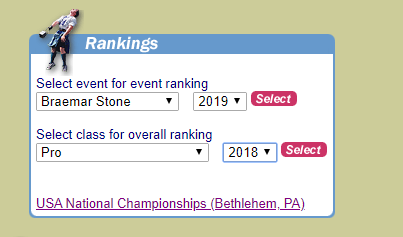 Rankings
Select event for event ranking
Braemar Stone 2019 Select
Select class for overall ranking
Pro 2018 Select
USA National Championships (Bethlehem, PA)